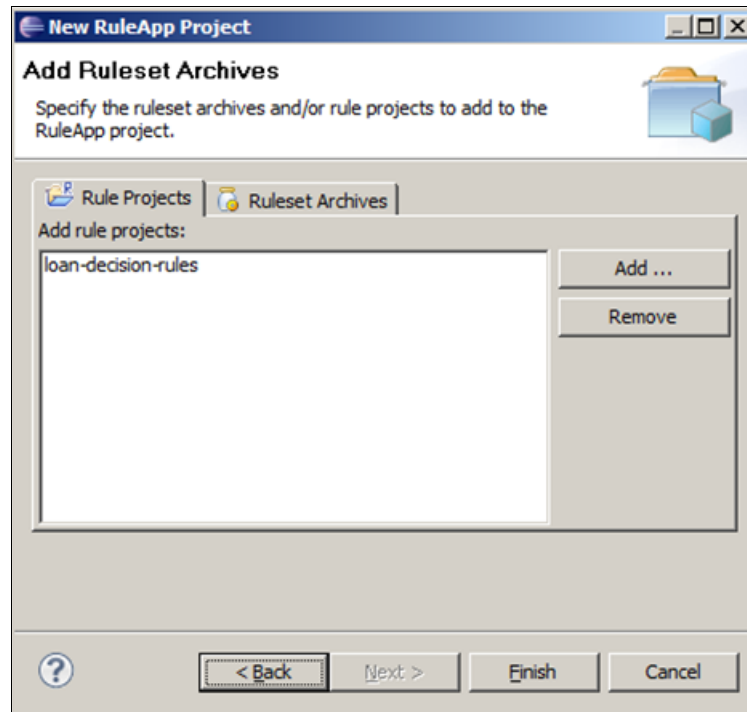 New RuleApp Project
Add Ruleset Archives
Specify the ruleset archives and/or rule projects to add to the
RuleApp project.
Rule Projects
Ruleset Archives
Add rule projects:
loan-decision-rules
Add ...
Remove
?
< Back
Next >
Finish
Cancel